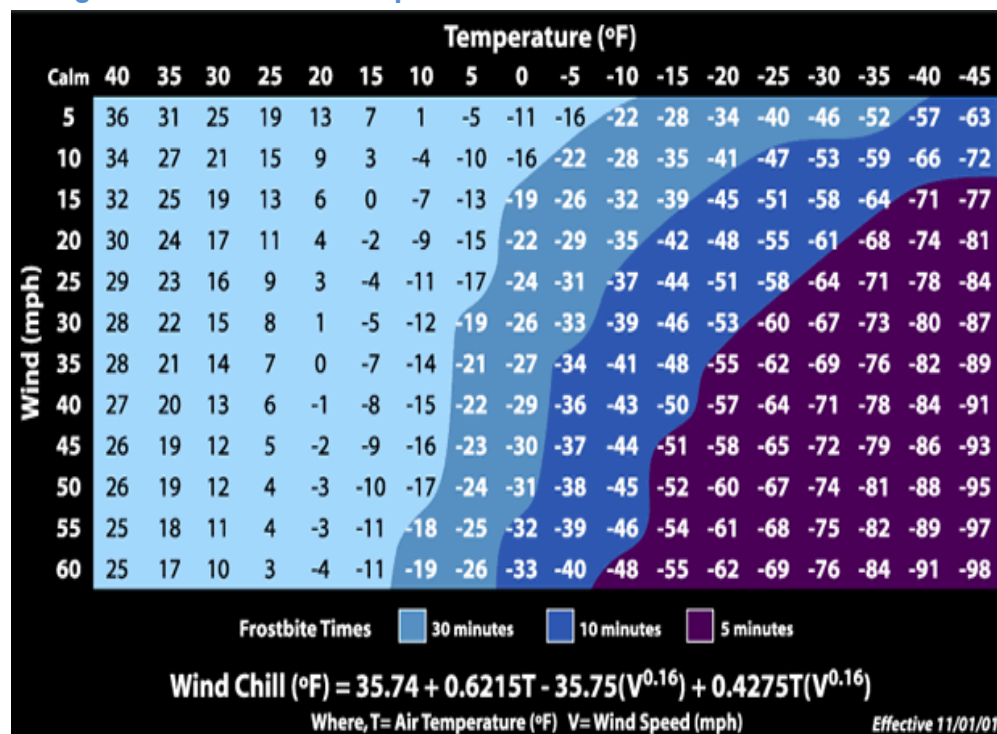 Temperature (ºF)
Calm 40 35 30 25 20 15 10 5 0 -5 -10 -15 -20 -25 -30 -35 -40 -45
5 36 31 25 19 13 7 1 -5 -11 -16 -22 -28 -34 -40 -46 -52 -57 -63
10 34 27 21 15 9 3 -4 -10 -16 -22 -28 -35 -41 -47 -53 -59 -66 -72
15 32 25 19 13 6 0 -7 -13 -19 -26 -32 -39 -45 -51 -58 -64 -71 -77
20 30 24 17 11 4 -2 -9 -15 -22 -29 -35 -42 -48 -55 -61 -68 -74 -81
Wind (mph)
25 29 23 16 9 3 -4 -11 -17 -24 -31 -37 -44 -51 -58 -64 -71 -78 -84
30 28 22 15 8 1 -5 -12 -19 -26 -33 -39 -46 -53 -60 -67 -73 -80 -87
35 28 21 14 7 0 -7 -14 -21 -27 -34 -41 -48 -55 -62 -69 -76 -82 -89
40 27 20 13 6 -1 -8 -15 -22 -29 -36 -43 -50 -57 -64 -71 -78 -84 -91
45 26 19 12 5 -2 -9 -16 -23 -30 -37 -44 -51 -58 -65 -72 -79 -86 -93
50 26 19 12 4 -3 -10 -17 -24 -31 -38 -45 -52 -60 -67 -74 -81 -88 -95
55 25 18 11 4 -3 -11 -18 -25 -32 -39 -46 -54 -61 -68 -75 -82 -89 -97
60 25 17 10 3 -4 -11 -19 -26 -33 -40 -48 -55 -62 -69 -76 -84 -91 -98
Frostbite Times 30 minutes 10 minutes 5 minutes
Wind Chill (ºF) = 35.74 + 0.6215T - 35.75(V^0.16) + 0.4275T(V^0.16)
Where, T= Air Temperature (ºF) V= Wind Speed (mph) Effective 11/01/01